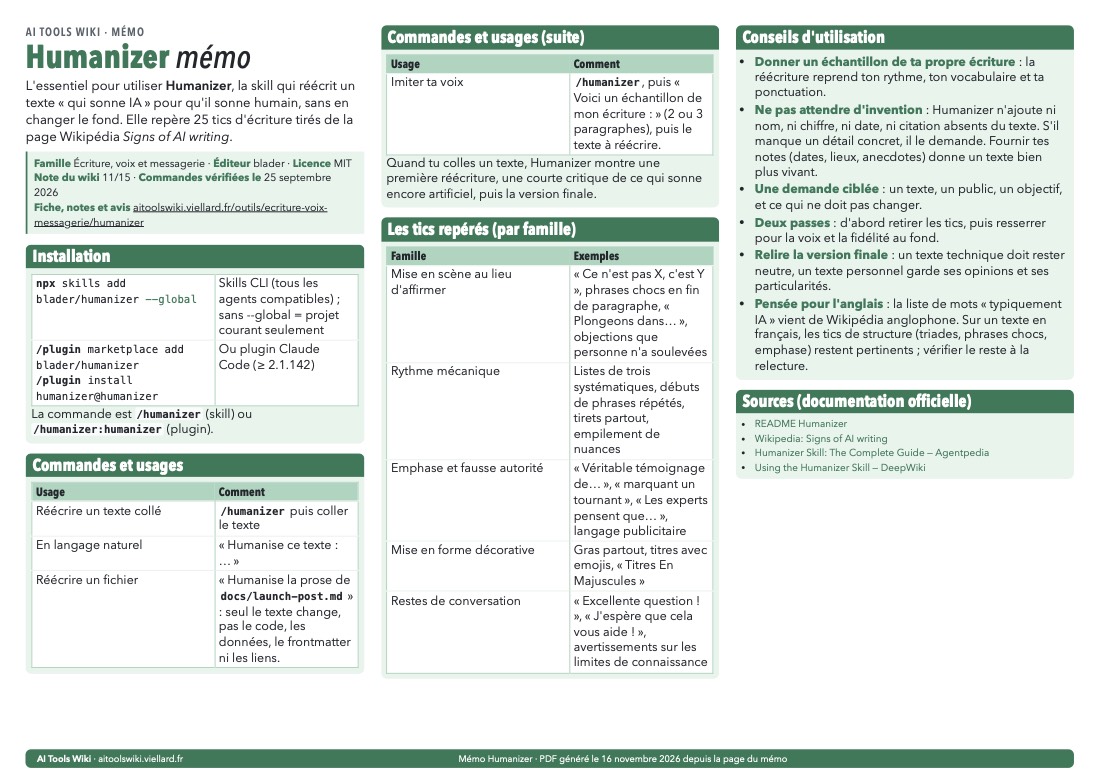 AI TOOLS WIKI · MÉMO
Humanizer mémo
L'essentiel pour utiliser Humanizer, la skill qui réécrit un
texte « qui sonne IA » pour qu'il sonne humain, sans en
changer le fond. Elle repère 25 tics d'écriture tirés de la
page Wikipédia Signs of AI writing.
Famille Écriture, voix et messagerie · Éditeur blader · Licence MIT
Note du wiki 11/15 · Commandes vérifiées le 25 septembre
2026
Fiche, notes et avis aitoolswiki.viellard.fr/outils/ecriture-voix-
messagerie/humanizer
Installation
npx skills add
blader/humanizer --global
Skills CLI (tous les
agents compatibles) ;
sans --global = projet
courant seulement
/plugin marketplace add
blader/humanizer
/plugin install
humanizer@humanizer
Ou plugin Claude
Code (≥ 2.1.142)
La commande est /humanizer (skill) ou
/humanizer:humanizer (plugin).
Commandes et usages
Usage Comment
Réécrire un texte collé
/humanizer puis coller
le texte
En langage naturel
« Humanise ce texte :
… »
Réécrire un fichier
« Humanise la prose de
docs/launch-post.md »
: seul le texte change,
pas le code, les
données, le frontmatter
ni les liens.
Commandes et usages (suite)
Usage Comment
Imiter ta voix
/humanizer, puis «
Voici un échantillon de
mon écriture : » (2 ou 3
paragraphes), puis le
texte à réécrire.
Quand tu colles un texte, Humanizer montre une
première réécriture, une courte critique de ce qui sonne
encore artificiel, puis la version finale.
Les tics repérés (par famille)
Famille Exemples
Mise en scène au lieu
d'affirmer
« Ce n'est pas X, c'est Y
», phrases chocs en fin
de paragraphe, «
Plongeons dans… »,
objections que
personne n'a soulevées
Rythme mécanique
Listes de trois
systématiques, débuts
de phrases répétés,
tirets partout,
empilement de
nuances
Emphase et fausse autorité
« Véritable témoignage
de… », « marquant un
tournant », « Les experts
pensent que… »,
langage publicitaire
Mise en forme décorative
Gras partout, titres avec
emojis, « Titres En
Majuscules »
Restes de conversation
« Excellente question !
», « J'espère que cela
vous aide ! »,
avertissements sur les
limites de connaissance
Conseils d'utilisation
• Donner un échantillon de ta propre écriture : la
réécriture reprend ton rythme, ton vocabulaire et ta
ponctuation.
• Ne pas attendre d'invention : Humanizer n'ajoute ni
nom, ni chiffre, ni date, ni citation absents du texte. S'il
manque un détail concret, il le demande. Fournir tes
notes (dates, lieux, anecdotes) donne un texte bien
plus vivant.
• Une demande ciblée : un texte, un public, un objectif,
et ce qui ne doit pas changer.
• Deux passes : d'abord retirer les tics, puis resserrer
pour la voix et la fidélité au fond.
• Relire la version finale : un texte technique doit rester
neutre, un texte personnel garde ses opinions et ses
particularités.
• Pensée pour l'anglais : la liste de mots « typiquement
IA » vient de Wikipédia anglophone. Sur un texte en
français, les tics de structure (triades, phrases chocs,
emphase) restent pertinents ; vérifier le reste à la
relecture.
Sources (documentation officielle)
• README Humanizer
• Wikipedia: Signs of AI writing
• Humanizer Skill: The Complete Guide — Agentpedia
• Using the Humanizer Skill — DeepWiki
AI Tools Wiki · aitoolswiki.viellard.fr
Mémo Humanizer · PDF généré le 16 novembre 2026 depuis la page du mémo